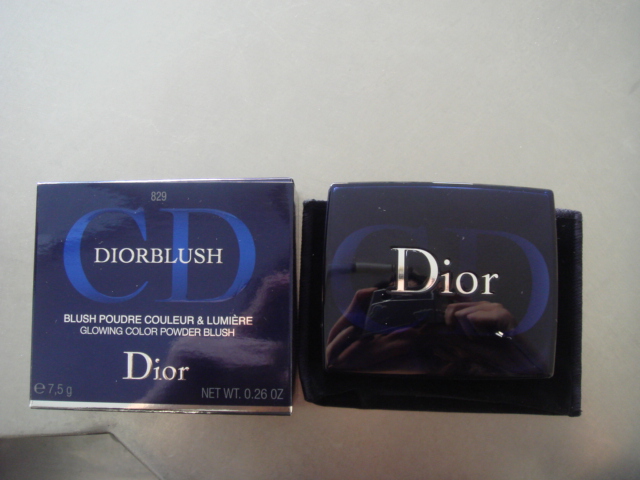 829
CD
DIORBLUSH
BLUSH POUDRE COULEUR & LUMIÈRE
GLOWING COLOR POWDER BLUSH
Dior
℮ 7,5 g NET WT. 0.26 OZ
CD
Dior